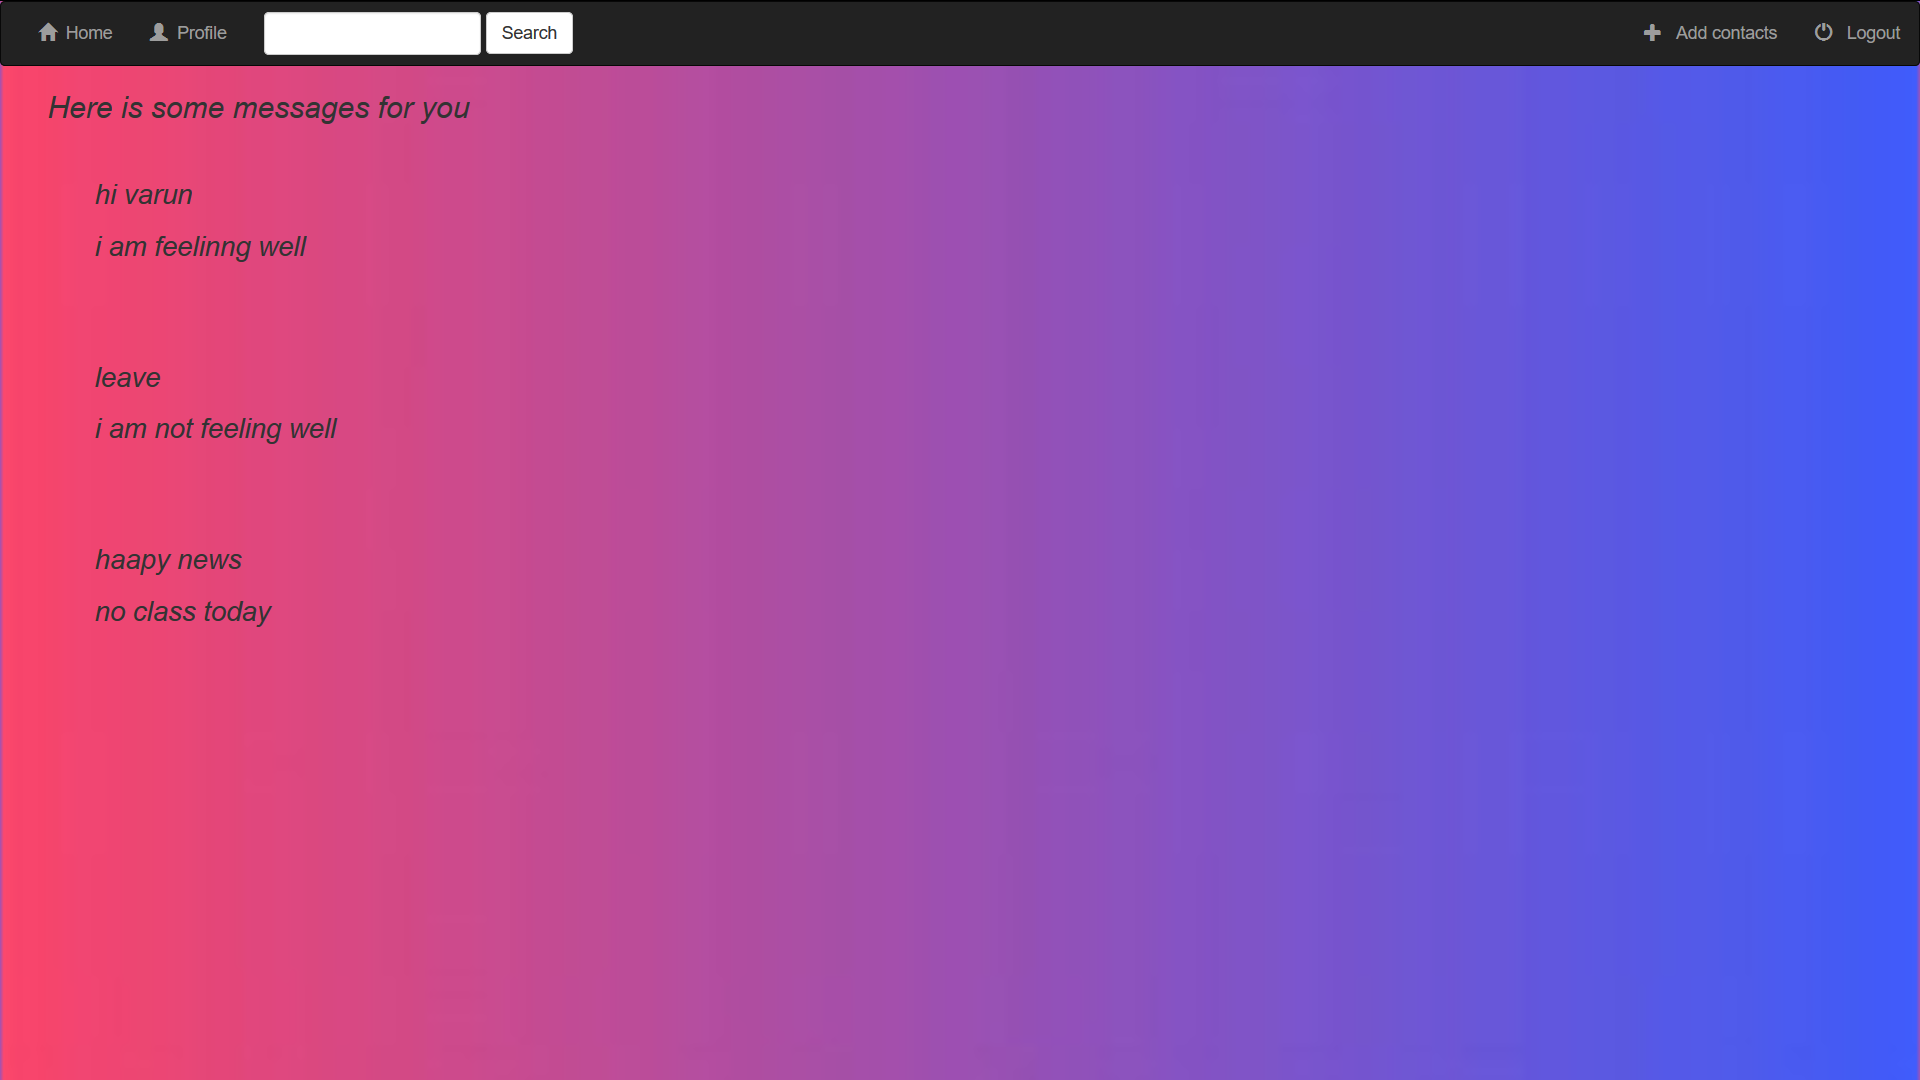 Home Profile Search Add contacts Logout
Here is some messages for you
hi varun
i am feelinng well
leave
i am not feeling well
haapy news
no class today